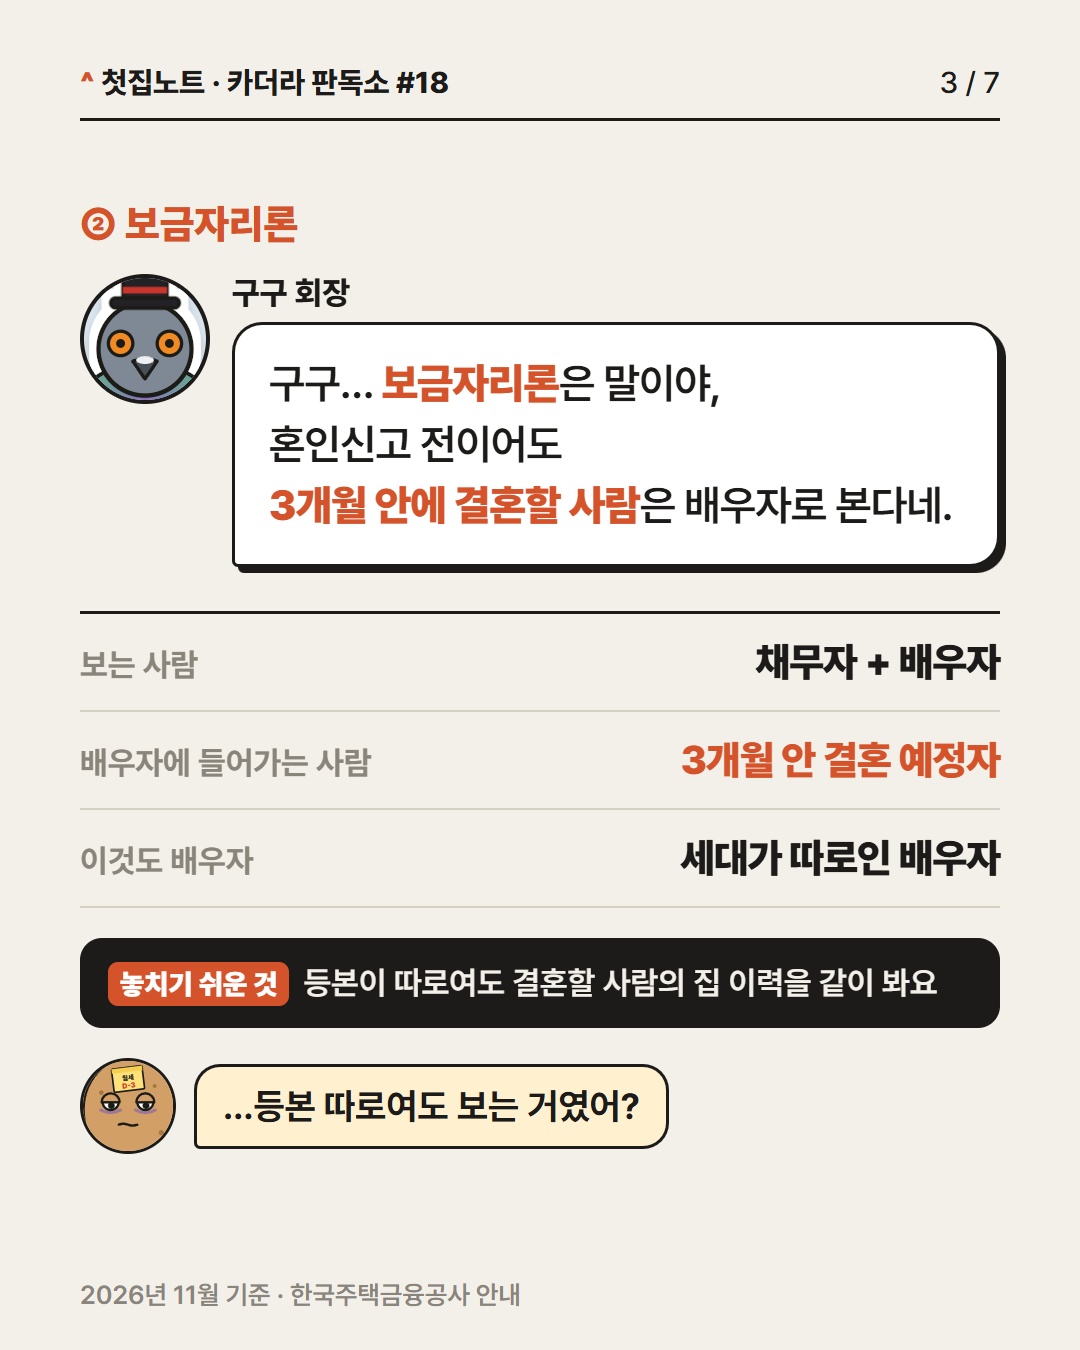 ^ 첫집노트 · 카더라 판독소 #18
3 / 7
② 보금자리론
구구 회장
구구... 보금자리론은 말이야,
혼인신고 전이어도
3개월 안에 결혼할 사람은 배우자로 본다네.
보는 사람
채무자 + 배우자
배우자에 들어가는 사람
3개월 안 결혼 예정자
이것도 배우자
세대가 따로인 배우자
놓치기 쉬운 것 등본이 따로여도 결혼할 사람의 집 이력을 같이 봐요
월세
D-3
...등본 따로여도 보는 거였어?
2026년 11월 기준 · 한국주택금융공사 안내